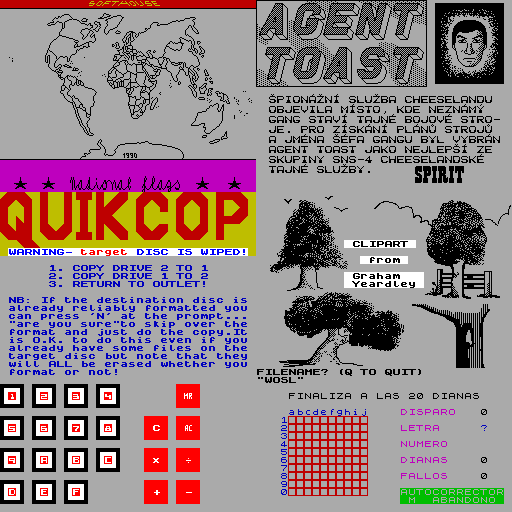 SOFTHOUSE
1990
National flags
QUIKCOP
WARNING- target DISC IS WIPED!
1. COPY DRIVE 2 TO 1
2. COPY DRIVE 1 TO 2
3. RETURN TO OUTLET!
NB: If the destination disc is
already reliably formatted you
can press 'N' at the prompt...
"are you sure"to skip over the
format and just do the copy.It
is O.K. to do this even if you
already have some files on the
target disc but note that they
will ALL be erased whether you
format or not!
AGENT
TOAST
ŠPIONÁŽNÍ SLUŽBA CHEESELANDU
OBJEVILA MÍSTO, KDE NEZNÁMÝ
GANG STAVÍ TAJNÉ BOJOVÉ STRO-
JE. PRO ZÍSKÁNÍ PLÁNŮ STROJŮ
A JMÉNA ŠÉFA GANGU BYL VYBRÁN
AGENT TOAST JAKO NEJLEPŠÍ ZE
SKUPINY SNS-4 CHEESELANDSKÉ
TAJNÉ SLUŽBY.
SPIRIT
CLIPART
from
Graham
Yeardley
FILENAME? (Q TO QUIT)
"WOSL"
1 2 3 4 MR
5 6 7 8 C AC
9 A B C × ÷
D E F + -
FINALIZA A LAS 20 DIANAS
abcdefghij
1
2
3
4
5
6
7
8
9
0
DISPARO 0
LETRA ?
NUMERO
DIANAS 0
FALLOS 0
AUTOCORRECTOR
M ABANDONO